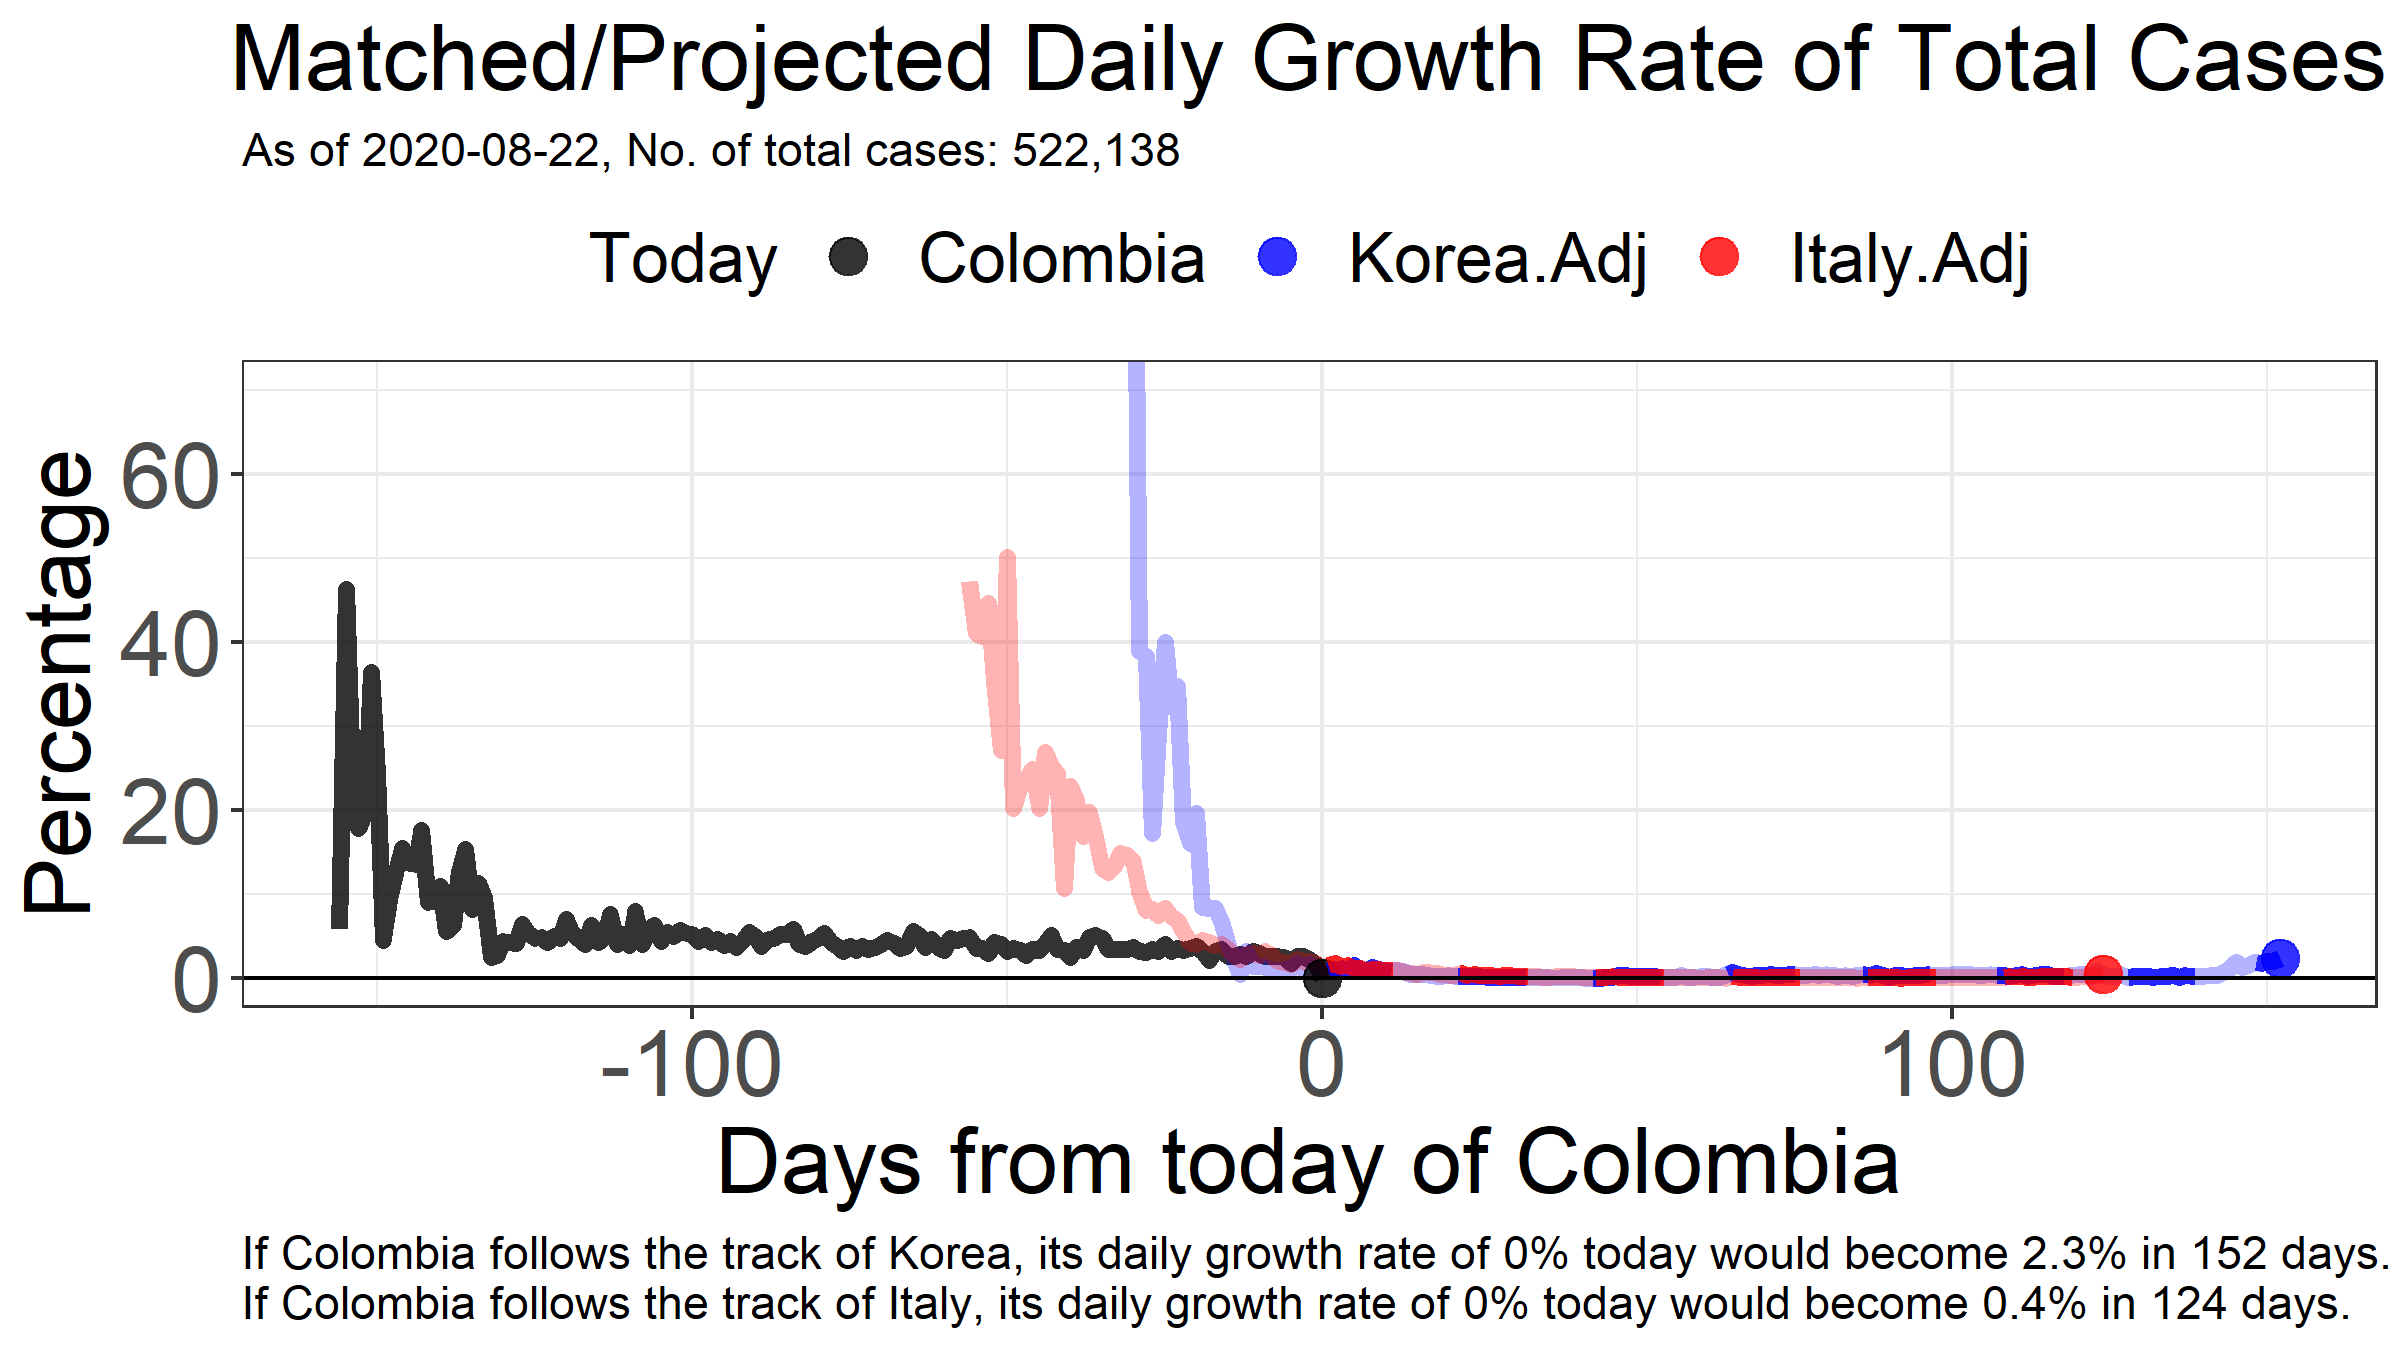 Matched/Projected Daily Growth Rate of Total Cases
As of 2020-08-22, No. of total cases: 522,138
Today Colombia Korea.Adj Italy.Adj
Percentage
60
40
20
0
-100 0 100
Days from today of Colombia
If Colombia follows the track of Korea, its daily growth rate of 0% today would become 2.3% in 152 days.
If Colombia follows the track of Italy, its daily growth rate of 0% today would become 0.4% in 124 days.